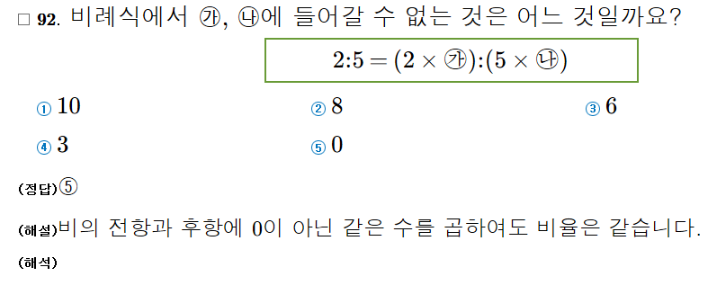 □ 92. 비례식에서 ㉮, ㉯에 들어갈 수 없는 것은 어느 것일까요?
2:5 = (2 × ㉮):(5 × ㉯)
① 10 ② 8 ③ 6
④ 3 ⑤ 0
(정답)⑤
(해설)비의 전항과 후항에 0이 아닌 같은 수를 곱하여도 비율은 같습니다.
(해석)